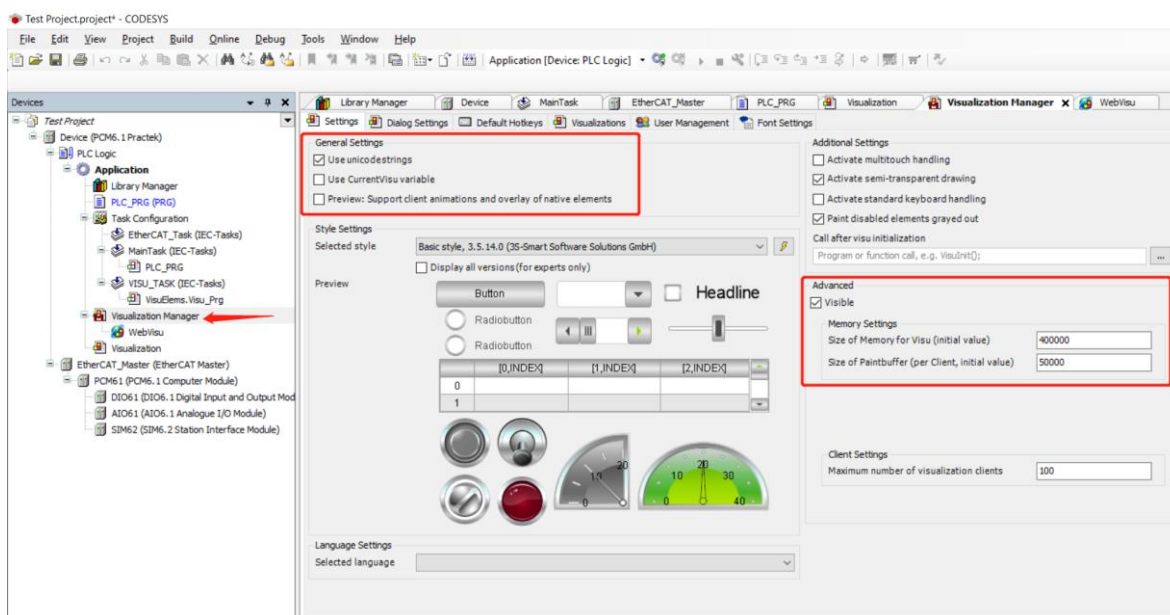 Test Project.project* - CODESYS
File Edit View Project Build Online Debug Tools Window Help
Application [Device: PLC Logic]
Devices
Test Project
Device (PCM6.1Practek)
PLC Logic
Application
Library Manager
PLC_PRG (PRG)
Task Configuration
EtherCAT_Task (IEC-Tasks)
MainTask (IEC-Tasks)
PLC_PRG
VISU_TASK (IEC-Tasks)
VisuElems.Visu_Prg
Visualization Manager
WebVisu
Visualization
EtherCAT_Master (EtherCAT Master)
PCM61 (PCM6.1 Computer Module)
DIO61 (DIO6.1 Digital Input and Output Mod
AIO61 (AIO6.1 Analogue I/O Module)
SIM62 (SIM6.2 Station Interface Module)
Library Manager Device MainTask EtherCAT_Master PLC_PRG Visualization Visualization Manager WebVisu
Settings Dialog Settings Default Hotkeys Visualizations User Management Font Settings
General Settings
Use unicodestrings
Use CurrentVisu variable
Preview: Support client animations and overlay of native elements
Style Settings
Selected style Basic style, 3.5.14.0 (3S-Smart Software Solutions GmbH)
Display all versions (for experts only)
Preview
Button Headline
Radiobutton
Radiobutton
[0,INDEX] [1,INDEX] [2,INDEX]
0
1
0 10 20
0 10 20 30 40
Language Settings
Selected language
Additional Settings
Activate multitouch handling
Activate semi-transparent drawing
Activate standard keyboard handling
Paint disabled elements grayed out
Call after visu initialization
Program or function call, e.g. VisuInit();
...
Advanced
Visible
Memory Settings
Size of Memory for Visu (initial value) 400000
Size of Paintbuffer (per Client, initial value) 50000
Client Settings
Maximum number of visualization clients 100